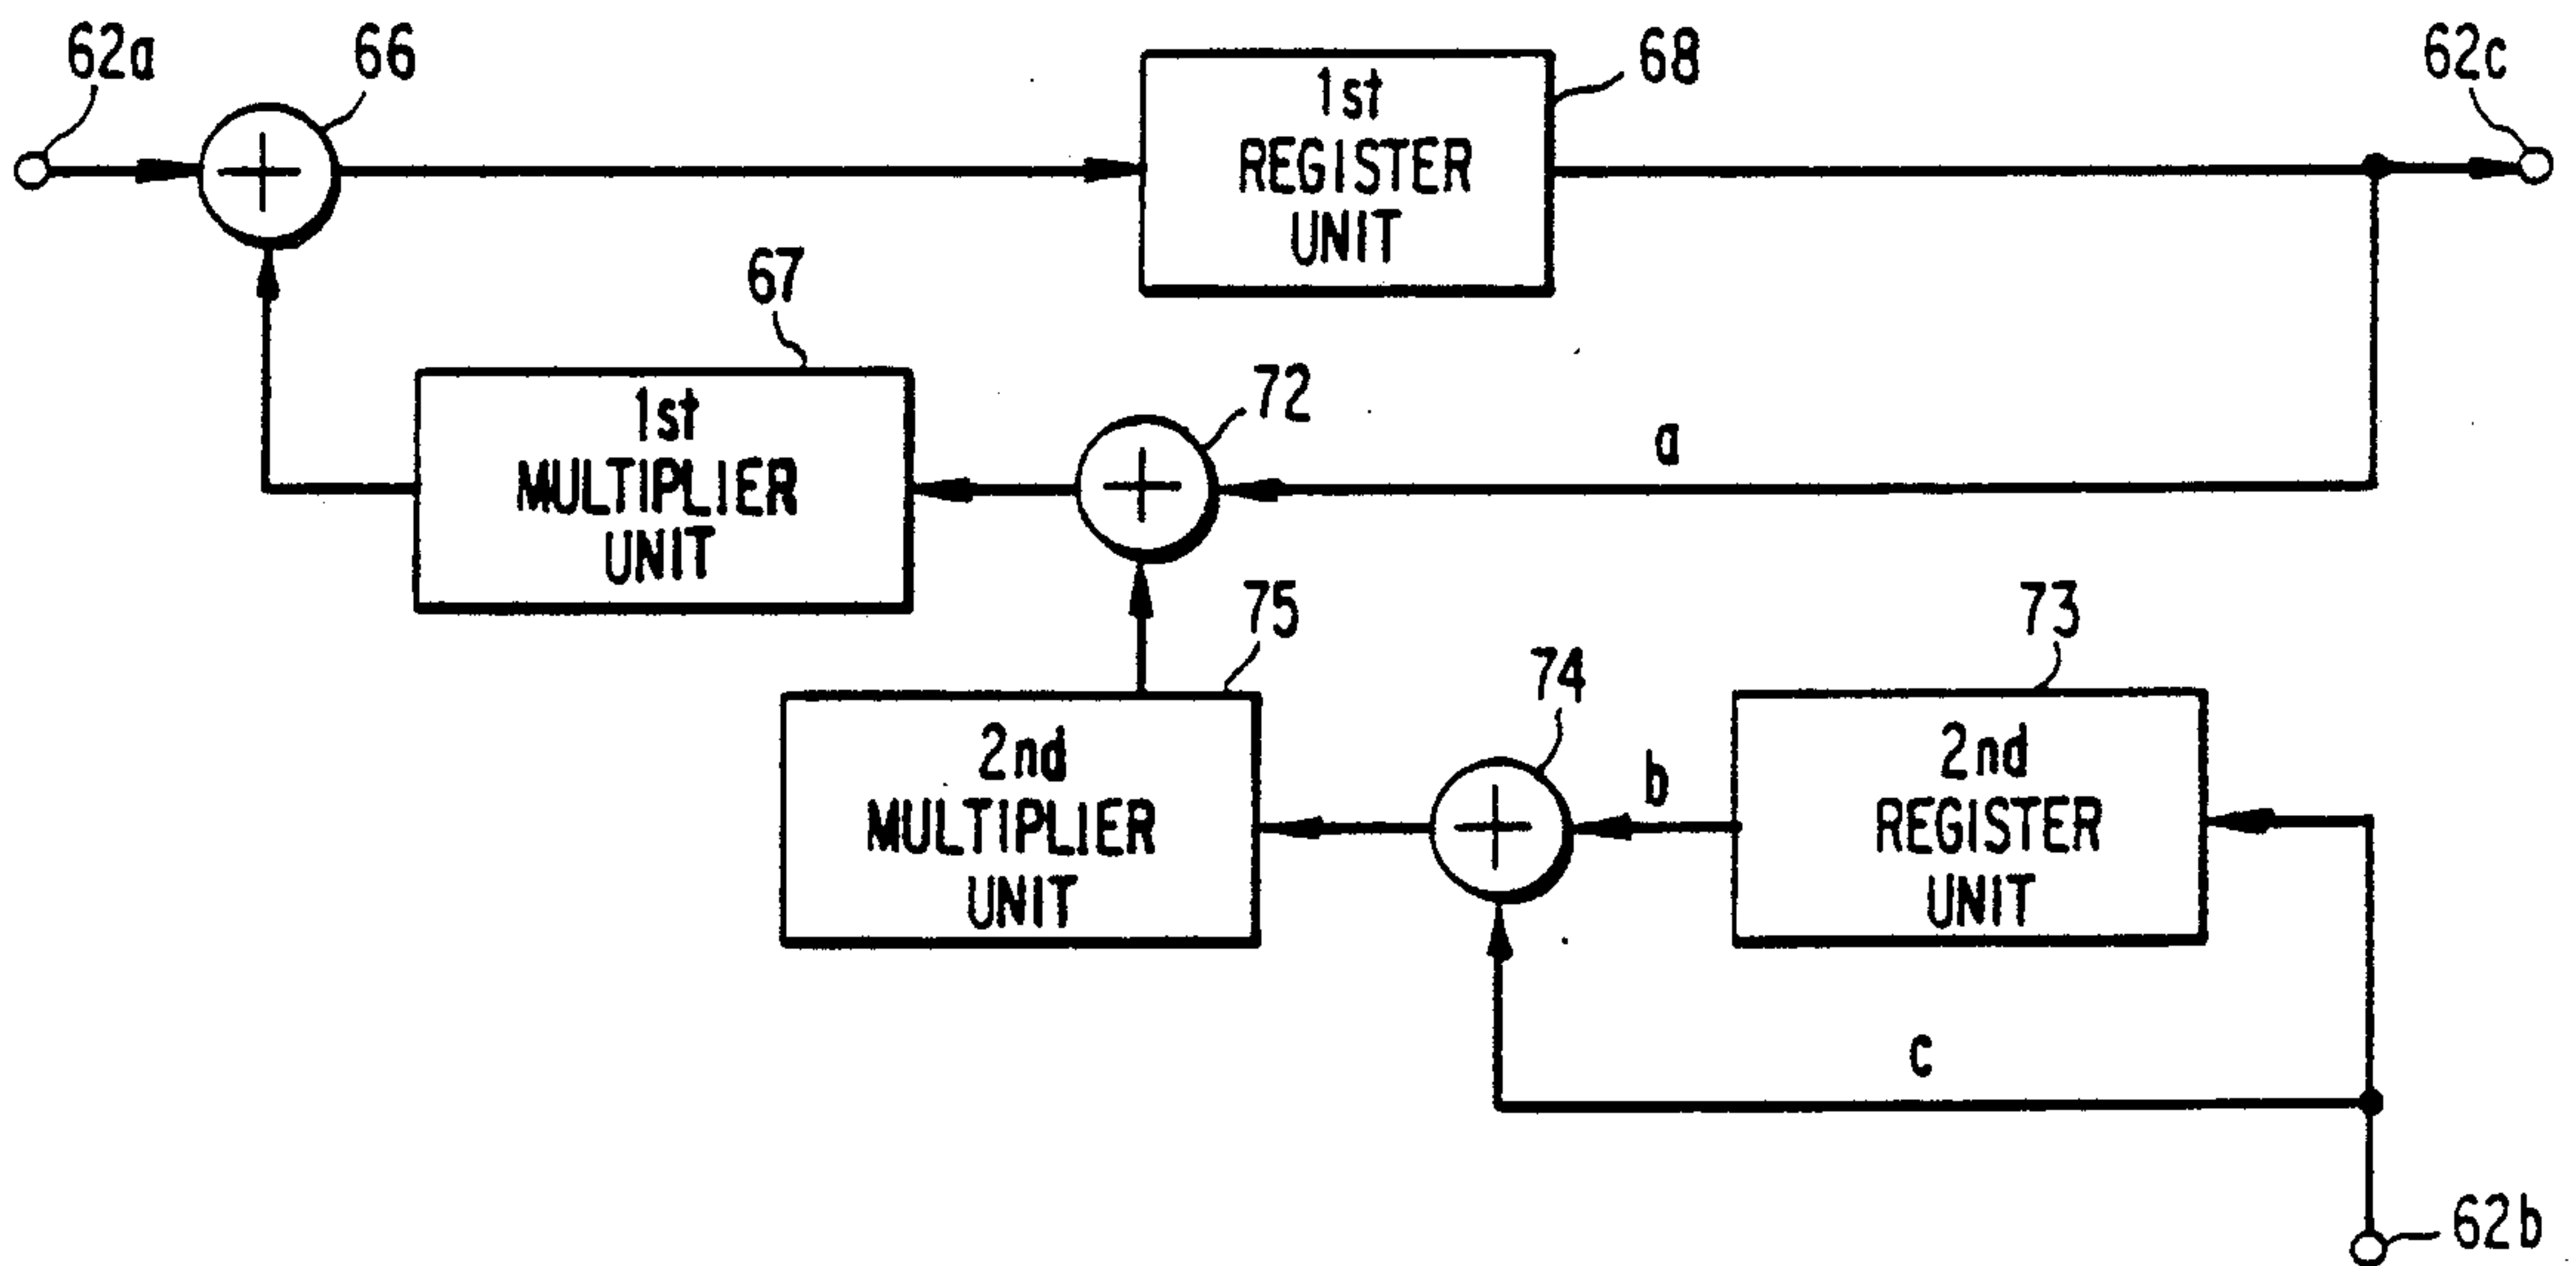 62a
66
1st
REGISTER
UNIT
68
62c
67
1st
MULTIPLIER
UNIT
72
a
75
2nd
MULTIPLIER
UNIT
74
b
73
2nd
REGISTER
UNIT
c
62b